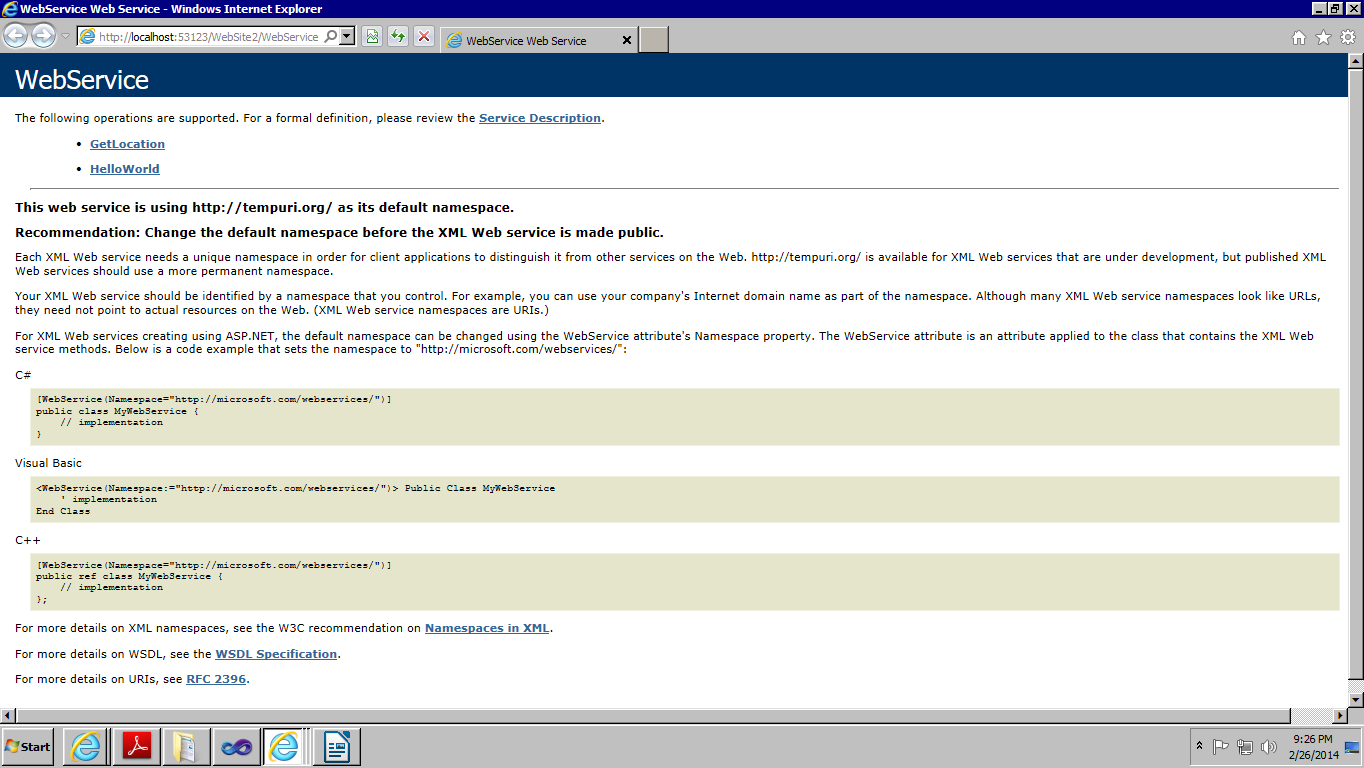 WebService Web Service - Windows Internet Explorer
http://localhost:53123/WebSite2/WebService
WebService Web Service
WebService
The following operations are supported. For a formal definition, please review the Service Description.
• GetLocation
• HelloWorld
This web service is using http://tempuri.org/ as its default namespace.
Recommendation: Change the default namespace before the XML Web service is made public.
Each XML Web service needs a unique namespace in order for client applications to distinguish it from other services on the Web. http://tempuri.org/ is available for XML Web services that are under development, but published XML
Web services should use a more permanent namespace.
Your XML Web service should be identified by a namespace that you control. For example, you can use your company's Internet domain name as part of the namespace. Although many XML Web service namespaces look like URLs,
they need not point to actual resources on the Web. (XML Web service namespaces are URIs.)
For XML Web services creating using ASP.NET, the default namespace can be changed using the WebService attribute's Namespace property. The WebService attribute is an attribute applied to the class that contains the XML Web
service methods. Below is a code example that sets the namespace to "http://microsoft.com/webservices/":
C#
[WebService(Namespace="http://microsoft.com/webservices/")]
public class MyWebService {
// implementation
}
Visual Basic
<WebService(Namespace:="http://microsoft.com/webservices/")> Public Class MyWebService
' implementation
End Class
C++
[WebService(Namespace="http://microsoft.com/webservices/")]
public ref class MyWebService {
// implementation
};
For more details on XML namespaces, see the W3C recommendation on Namespaces in XML.
For more details on WSDL, see the WSDL Specification.
For more details on URIs, see RFC 2396.
Start
9:26 PM
2/26/2014